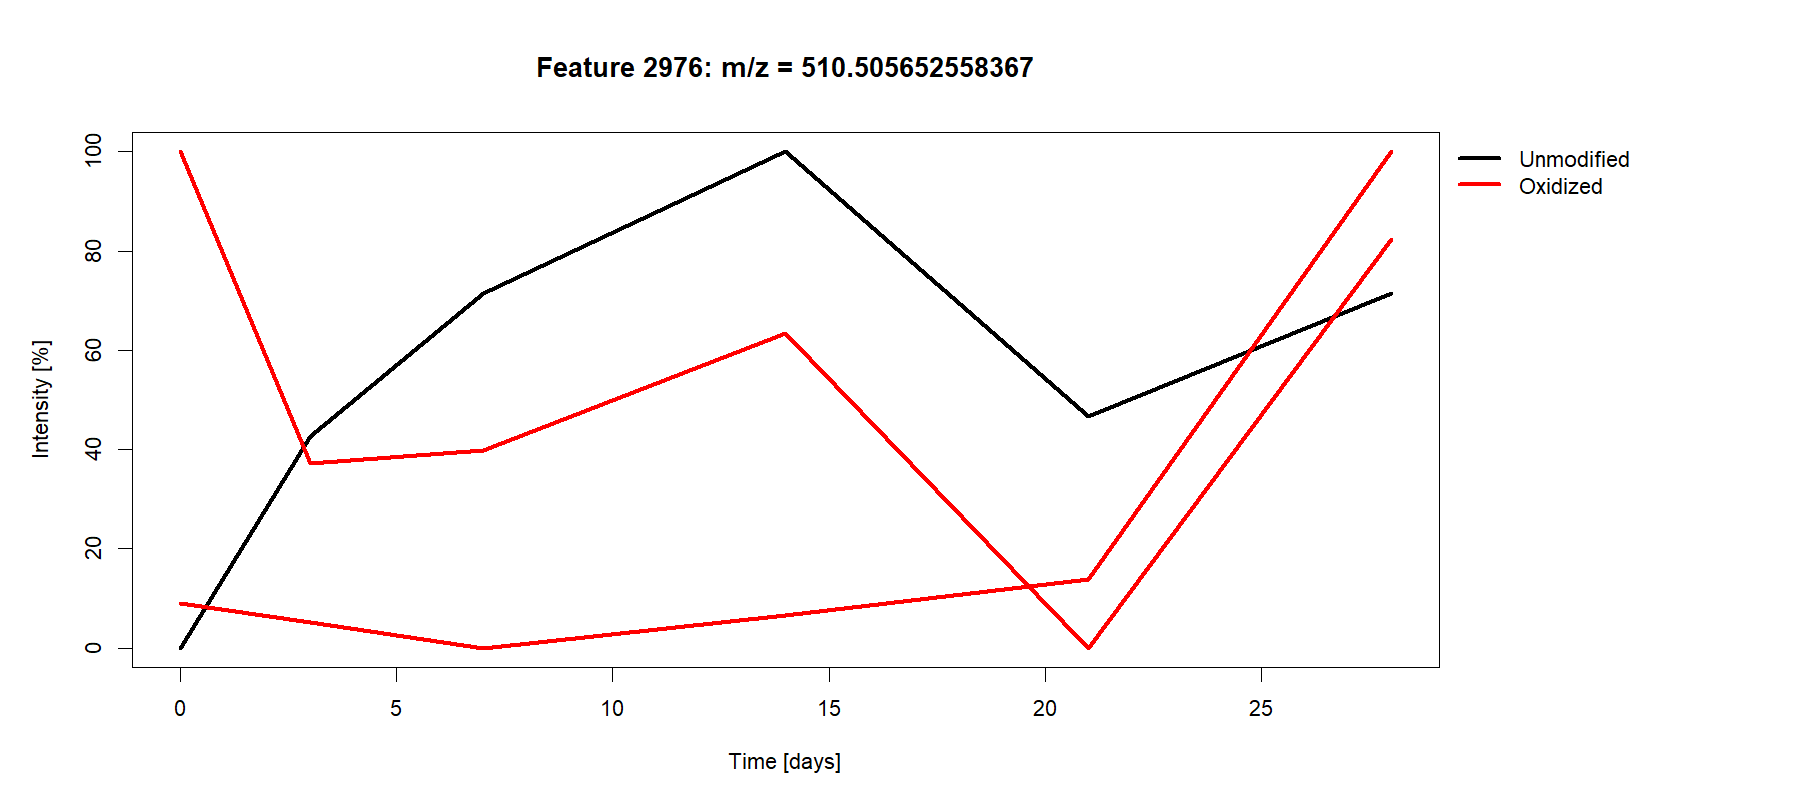 Feature 2976: m/z = 510.505652558367
Unmodified
Oxidized
100
80
60
40
20
0
Intensity [%]
0 5 10 15 20 25
Time [days]